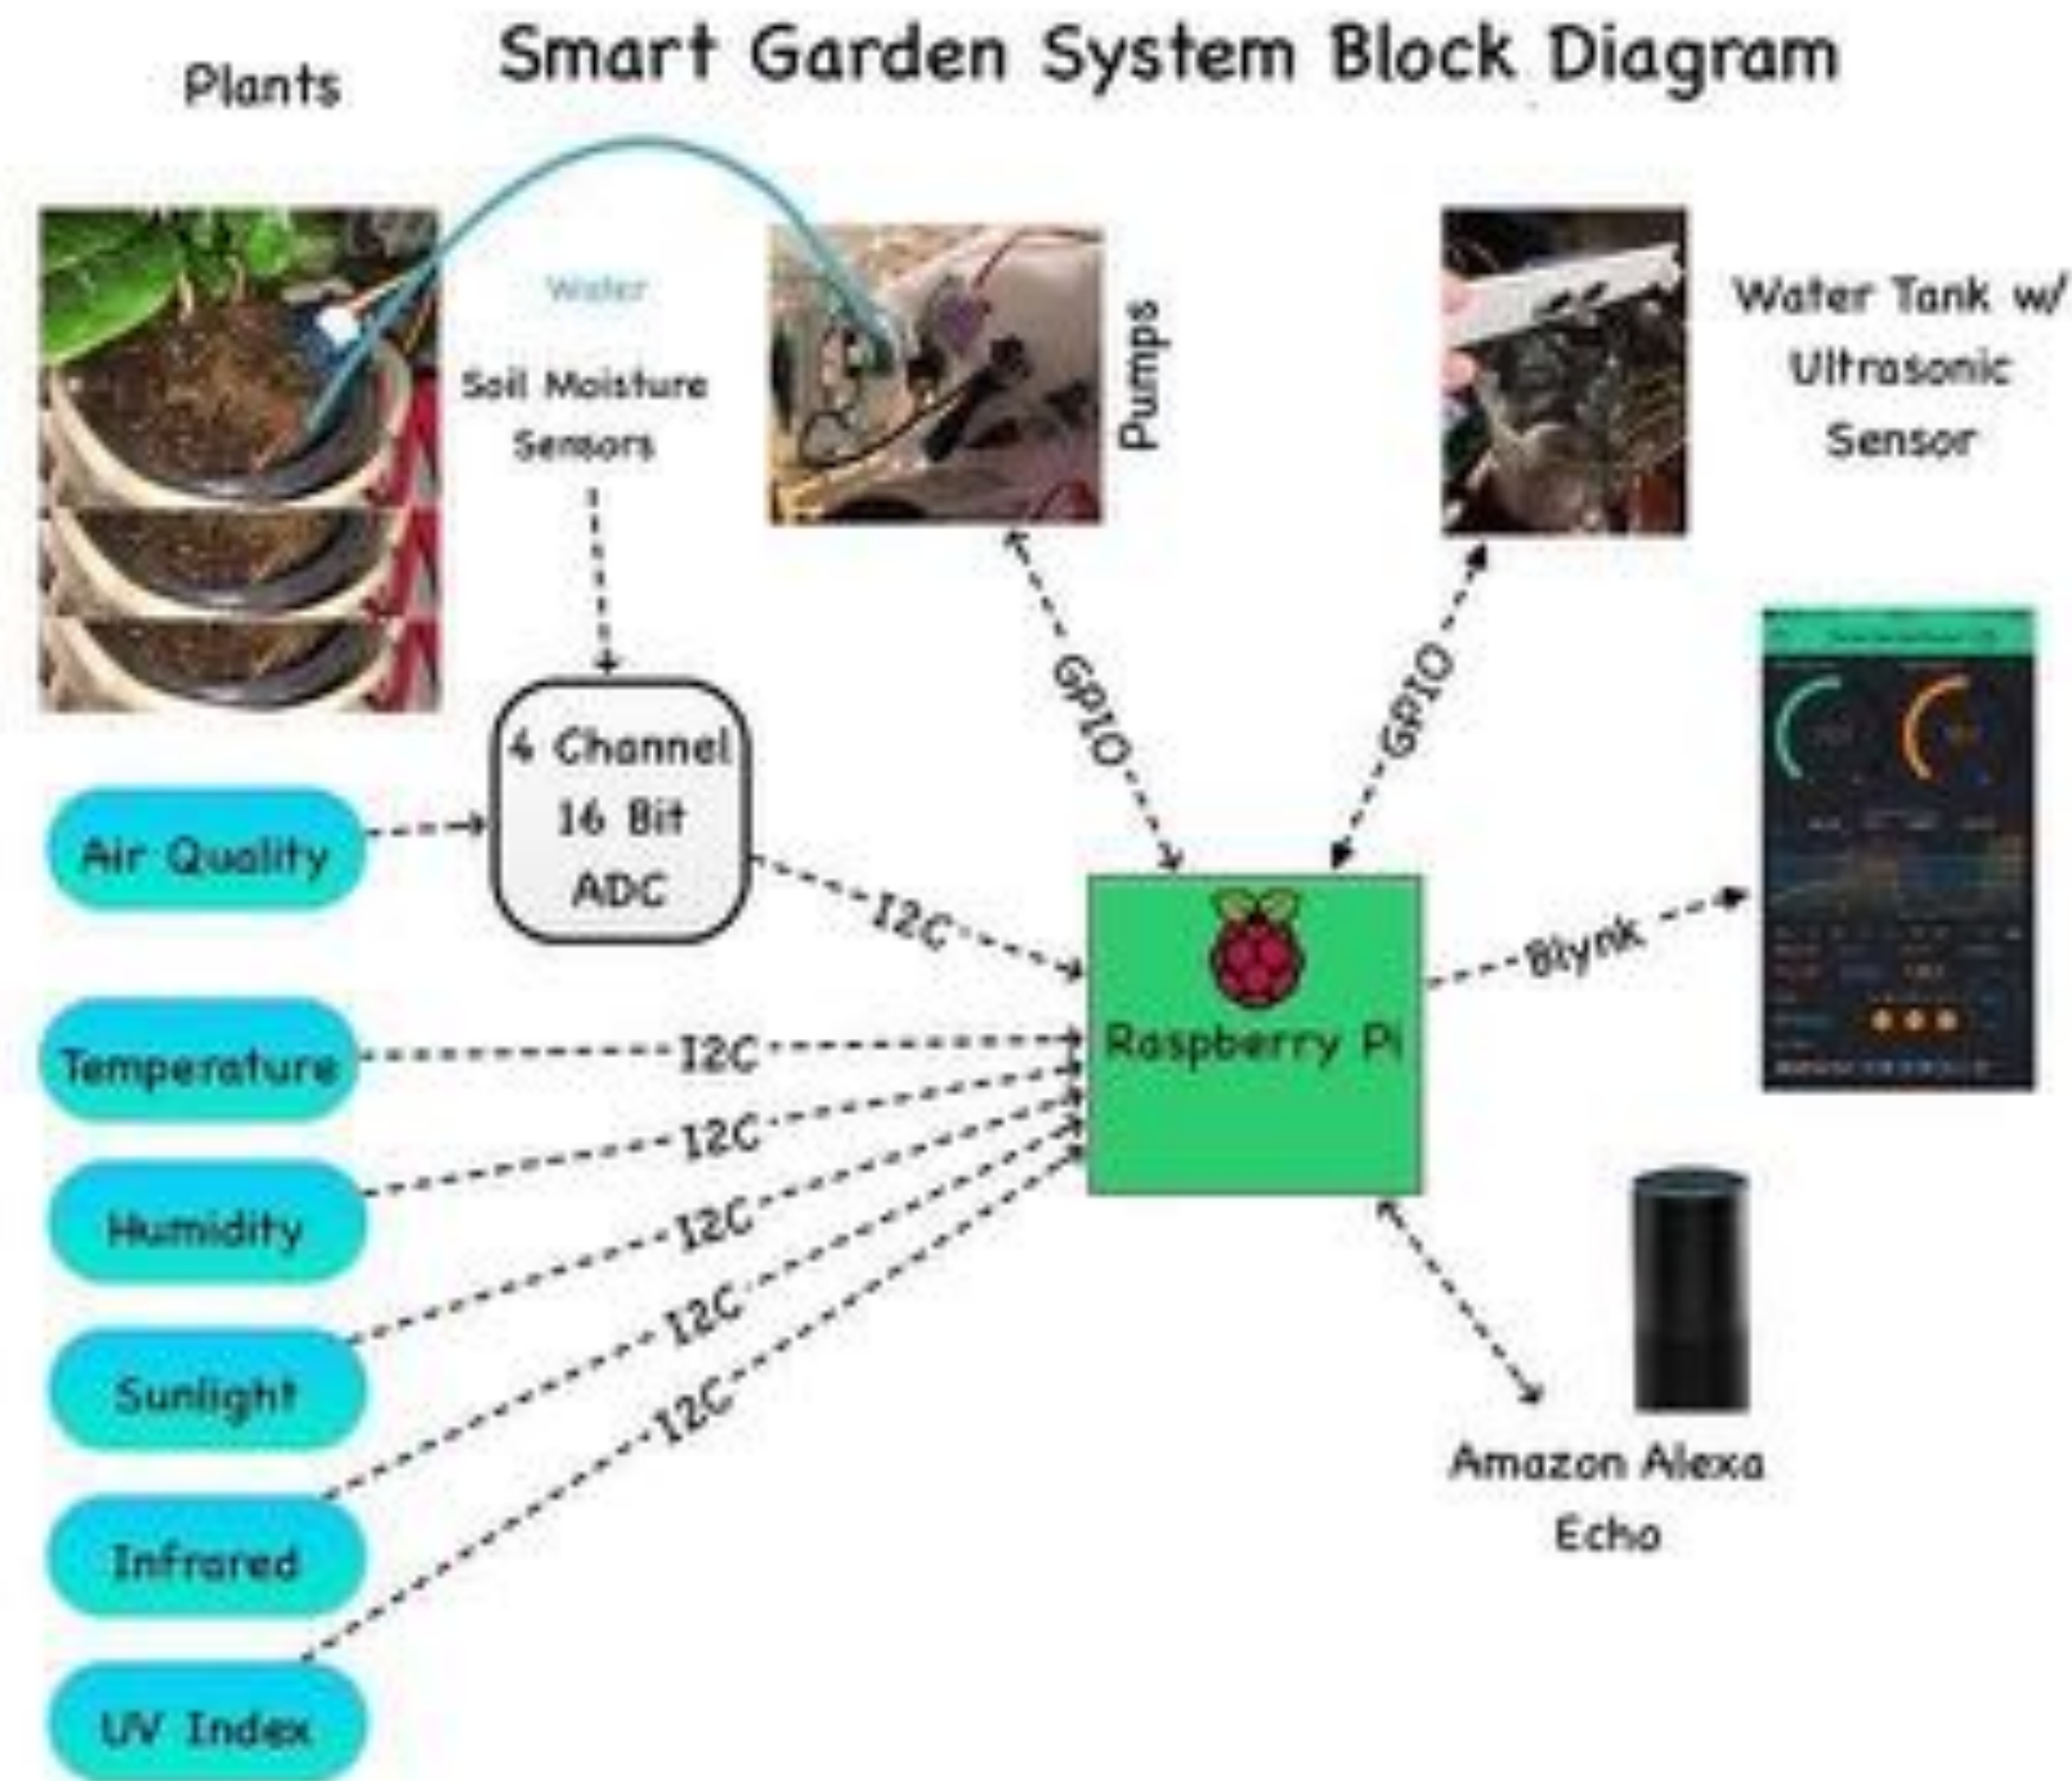 Smart Garden System Block Diagram
Plants
Water
Soil Moisture
Sensors
Pumps
Water Tank w/
Ultrasonic
Sensor
GPIO
GPIO
4 Channel
16 Bit
ADC
Air Quality
I2C
Blynk
Raspberry Pi
Temperature
I2C
Humidity
I2C
Sunlight
I2C
Infrared
I2C
UV Index
I2C
Amazon Alexa
Echo